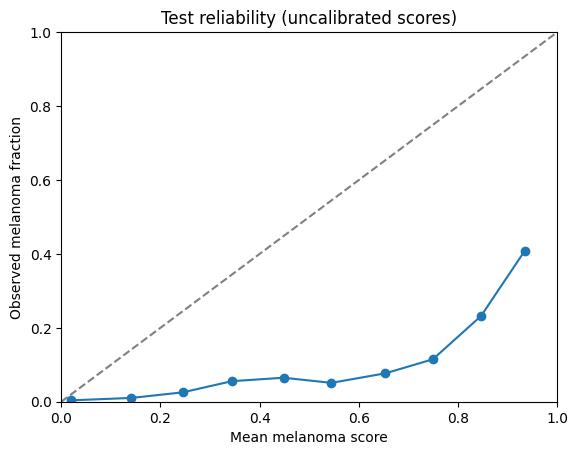 Test reliability (uncalibrated scores)
1.0
0.8
0.6
0.4
0.2
0.0
Observed melanoma fraction
0.0 0.2 0.4 0.6 0.8 1.0
Mean melanoma score